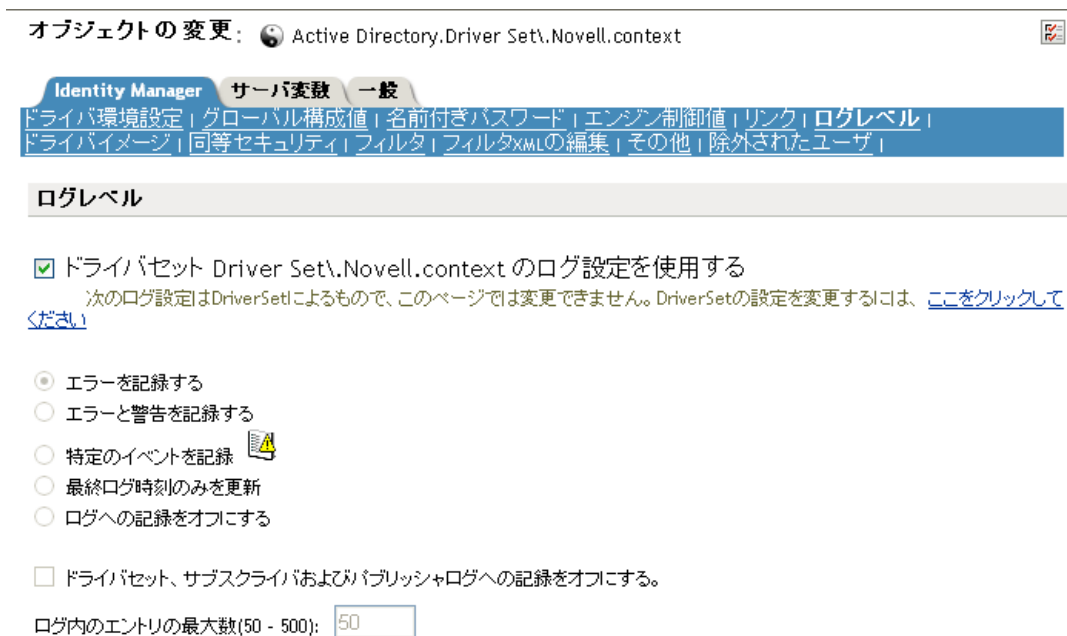 オブジェクトの変更: Active Directory.Driver Set\.Novell.context
Identity Manager サーバ変数 一般
ドライバ環境設定 | グローバル構成値 | 名前付きパスワード | エンジン制御値 | リンク | ログレベル |
ドライバイメージ | 同等セキュリティ | フィルタ | フィルタXMLの編集 | その他 | 除外されたユーザ |
ログレベル
ドライバセット Driver Set\.Novell.context のログ設定を使用する
次のログ設定はDriverSetによるもので、このページでは変更できません。DriverSetの設定を変更するには、 ここをクリックして
ください
エラーを記録する
エラーと警告を記録する
特定のイベントを記録
最終ログ時刻のみを更新
ログへの記録をオフにする
ドライバセット、サブスクライバおよびパブリッシャログへの記録をオフにする。
ログ内のエントリの最大数(50 - 500): 50